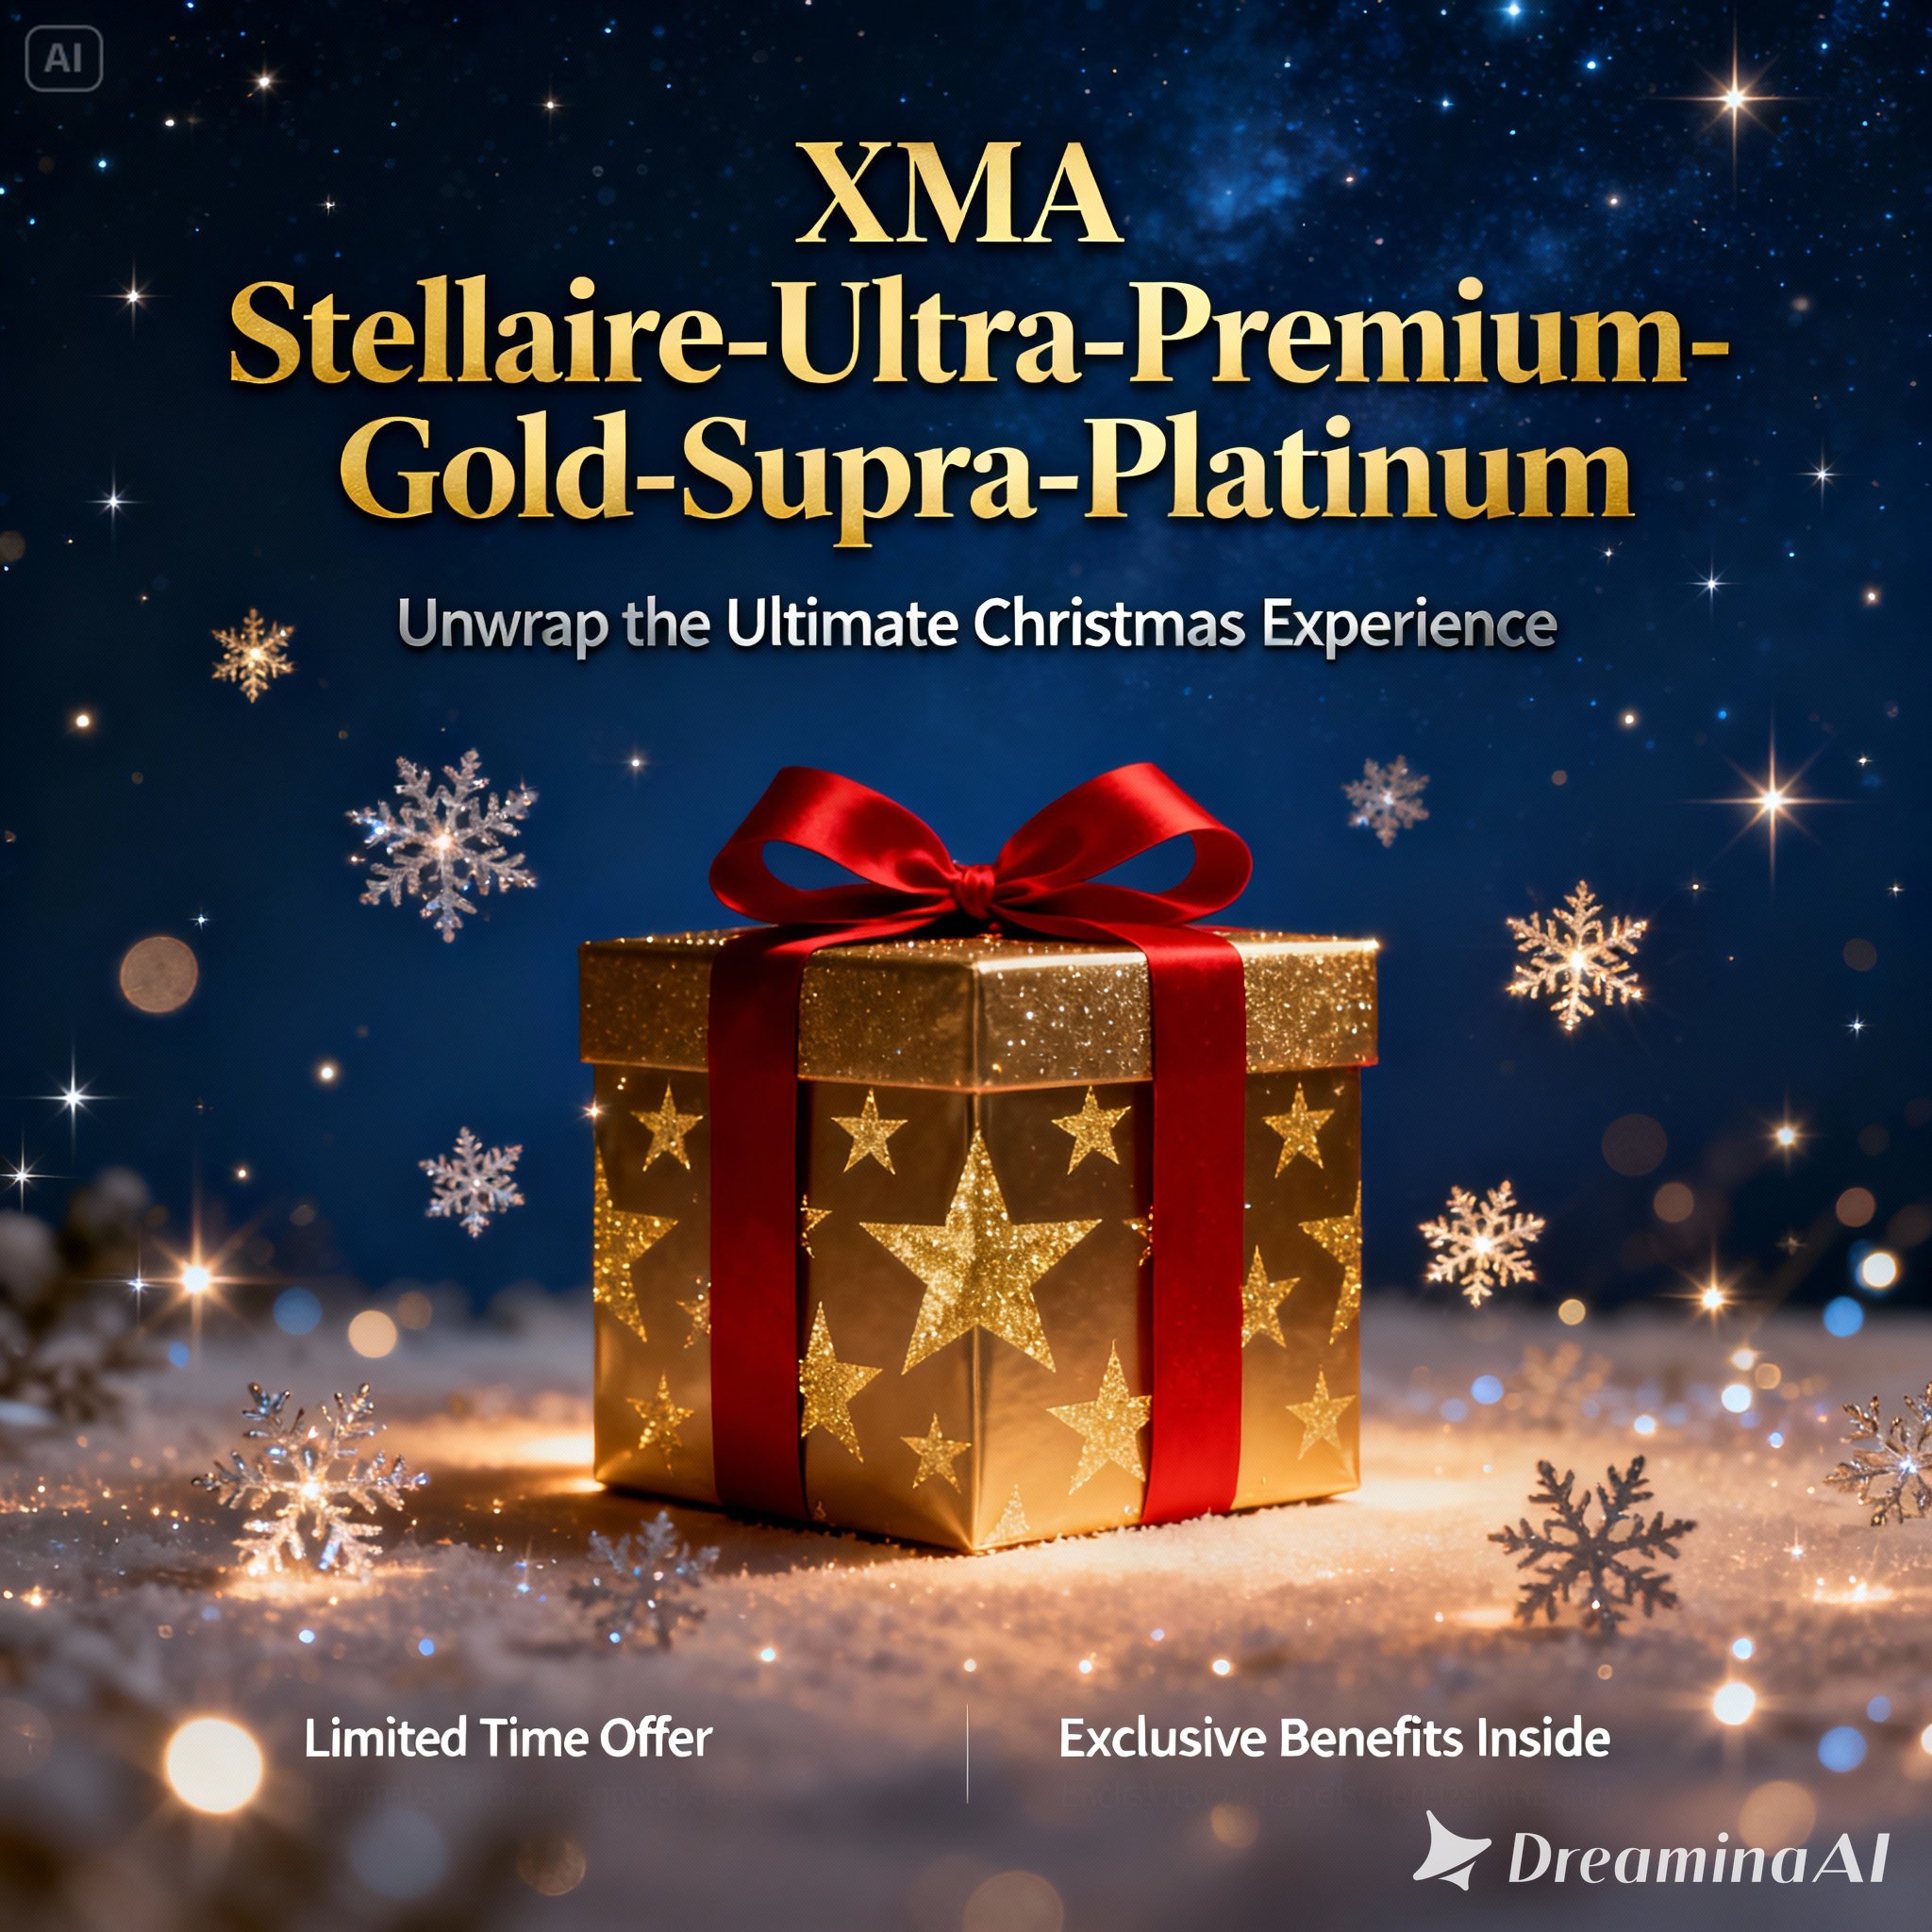 AI
XMA
Stellaire-Ultra-Premium-
Gold-Supra-Platinum
Unwrap the Ultimate Christmas Experience
Limited Time Offer
Exclusive Benefits Inside
DreaminaAI